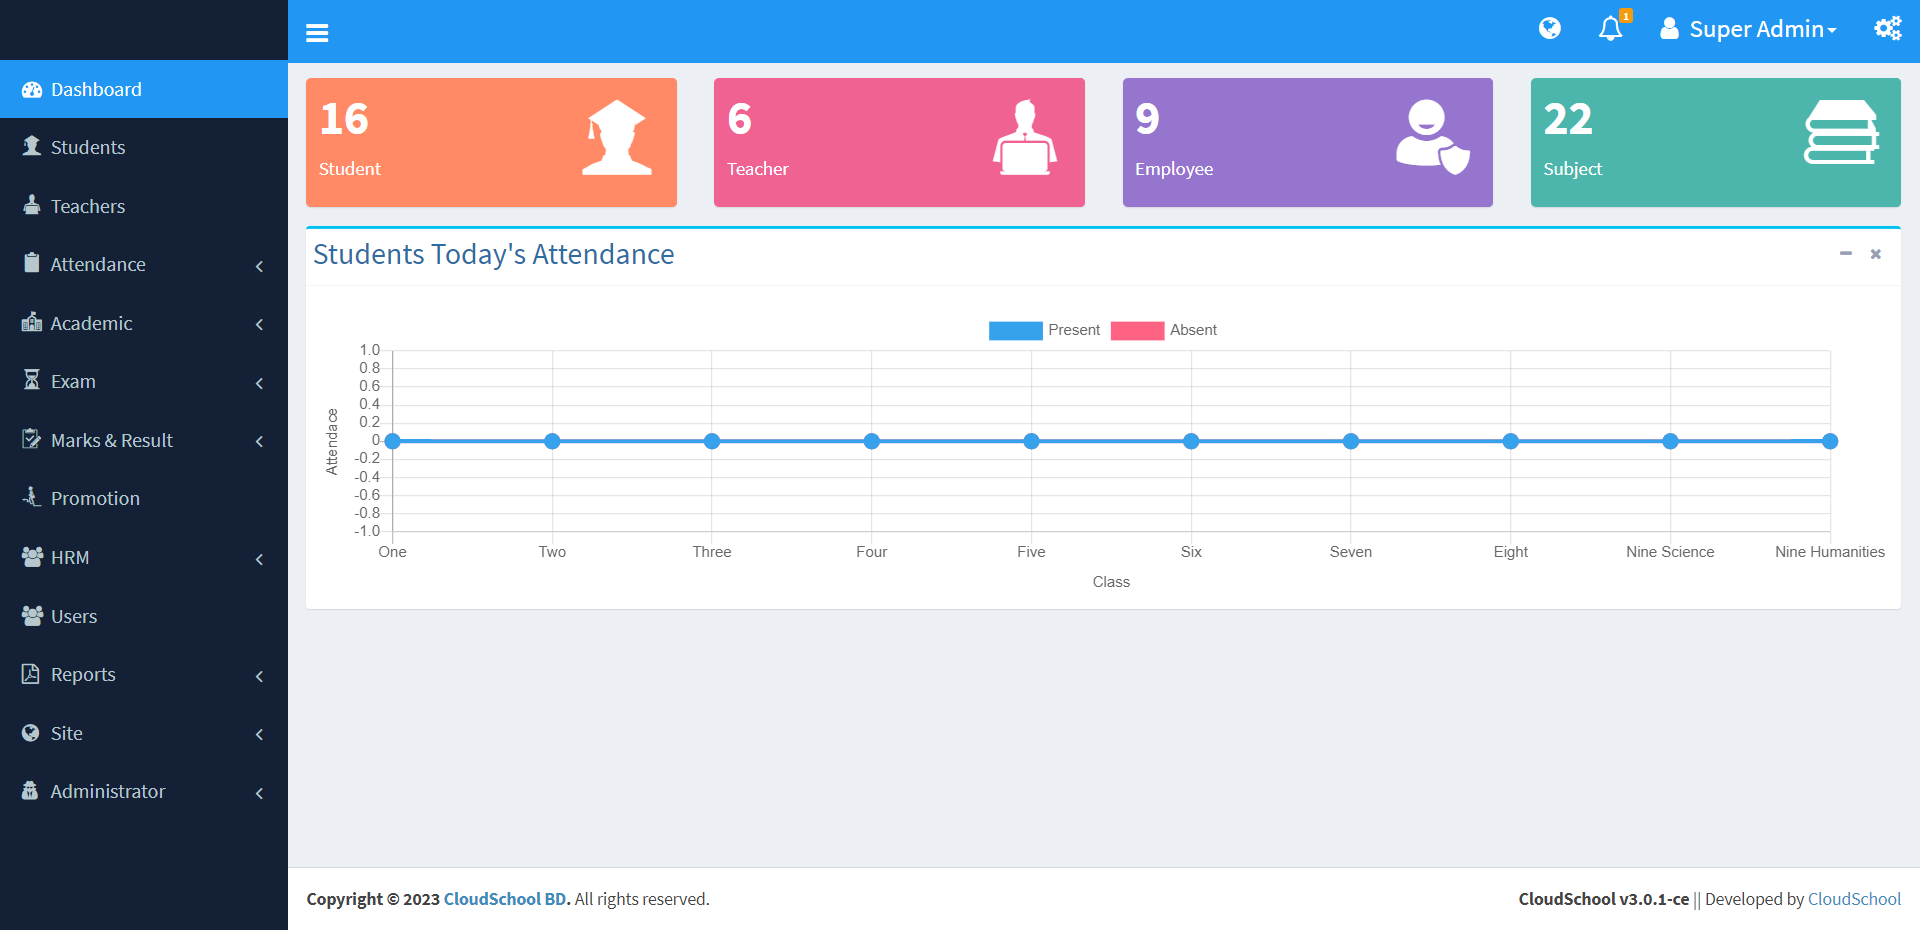 1
Super Admin
Dashboard
Students
Teachers
Attendance
Academic
Exam
Marks & Result
Promotion
HRM
Users
Reports
Site
Administrator
16
Student
6
Teacher
9
Employee
22
Subject
Students Today's Attendance
Present Absent
1.0
0.8
0.6
0.4
0.2
0
-0.2
-0.4
-0.6
-0.8
-1.0
Attendace
One Two Three Four Five Six Seven Eight Nine Science Nine Humanities
Class
Copyright © 2023 CloudSchool BD. All rights reserved.
CloudSchool v3.0.1-ce || Developed by CloudSchool